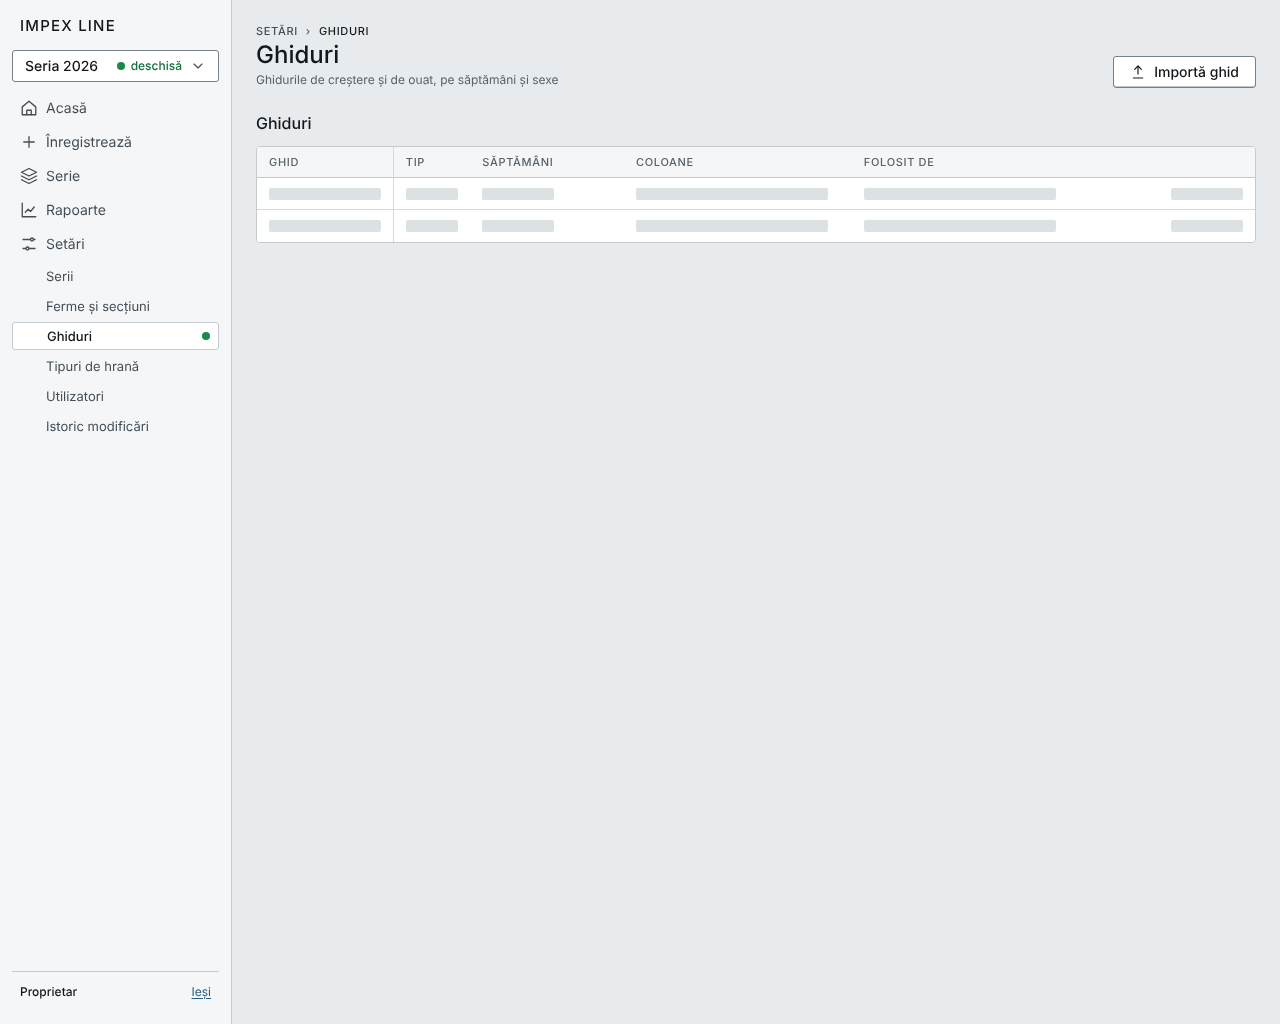 IMPEX LINE
Seria 2026 deschisă
Acasă
Înregistrează
Serie
Rapoarte
Setări
Serii
Ferme și secțiuni
Ghiduri
Tipuri de hrană
Utilizatori
Istoric modificări
Proprietar Ieși
SETĂRI › GHIDURI
Ghiduri
Ghidurile de creștere și de ouat, pe săptămâni și sexe
Importă ghid
Ghiduri
GHID TIP SĂPTĂMÂNI COLOANE FOLOSIT DE